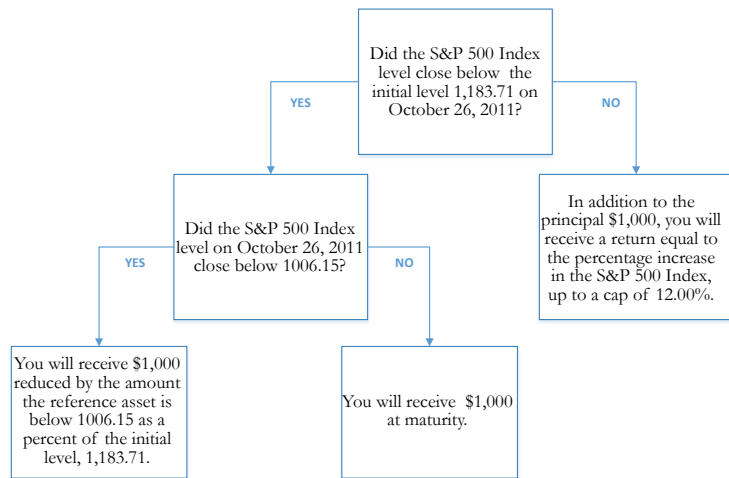 Did the S&P 500 Index
level close below the
initial level 1,183.71 on
October 26, 2011?
YES
NO
Did the S&P 500 Index
level on October 26, 2011
close below 1006.15?
In addition to the
principal $1,000, you will
receive a return equal to
the percentage increase
in the S&P 500 Index,
up to a cap of 12.00%.
YES
NO
You will receive $1,000
reduced by the amount
the reference asset is
below 1006.15 as a
percent of the initial
level, 1,183.71.
You will receive $1,000
at maturity.